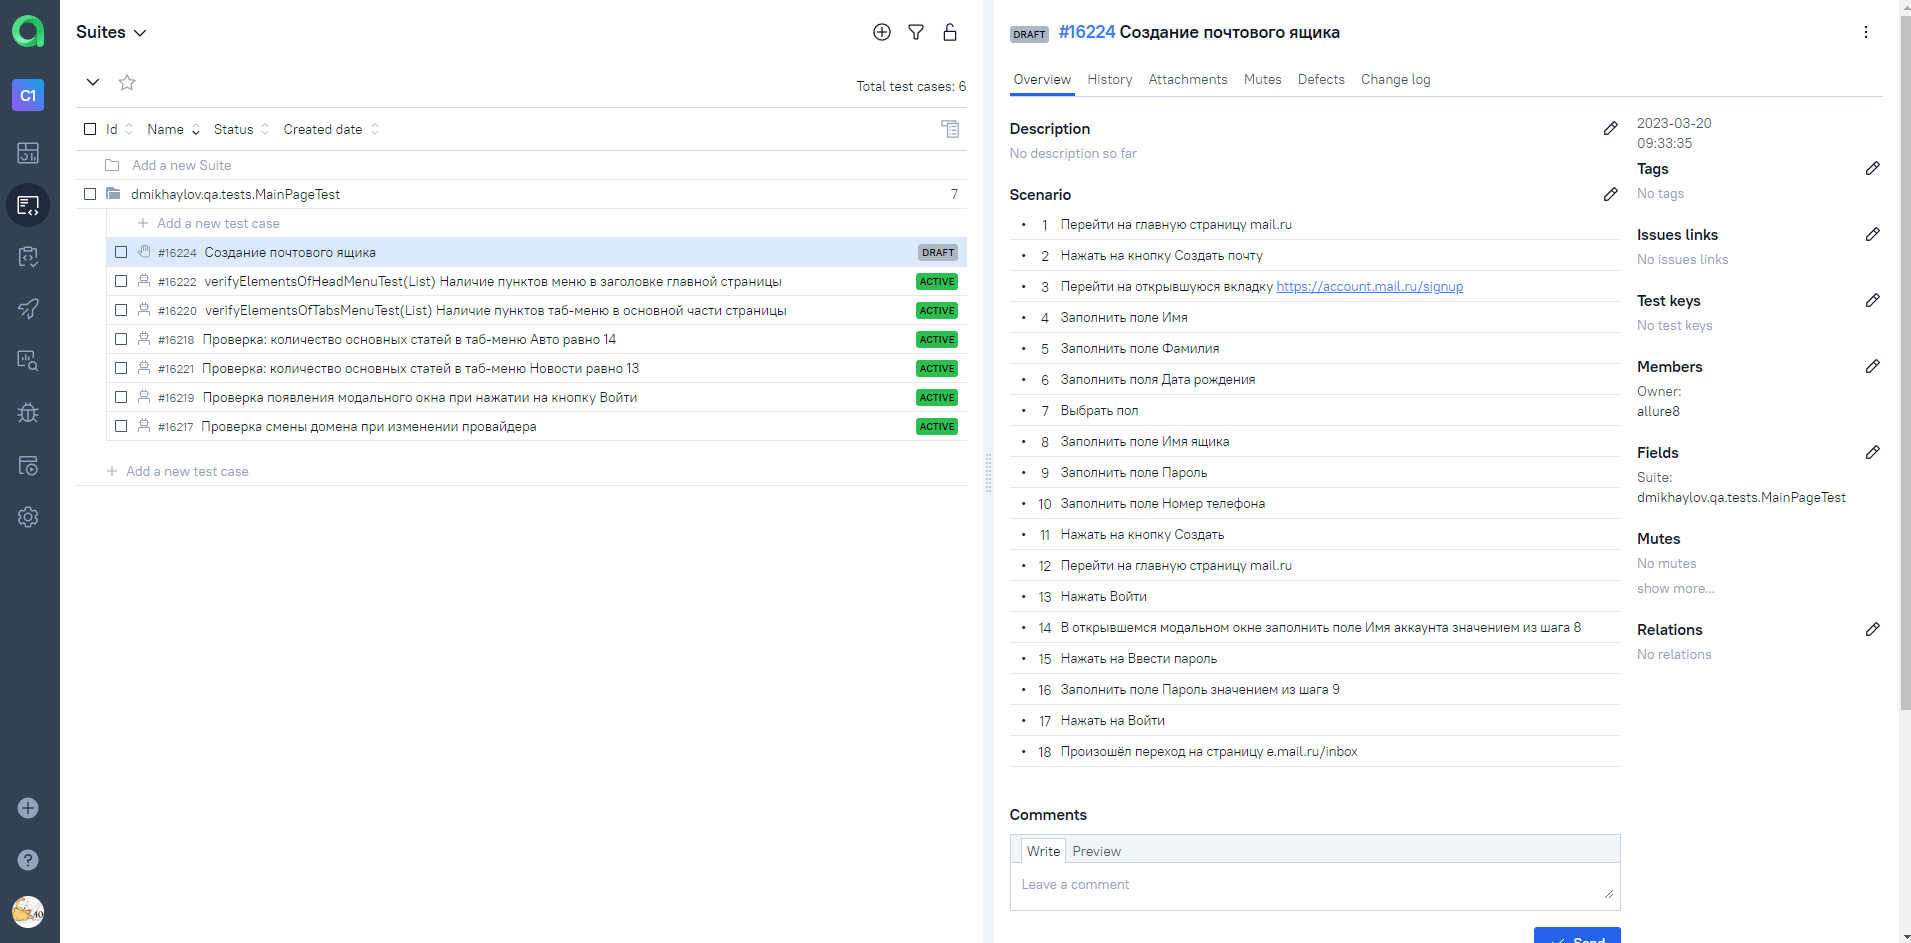 C1
40
Suites
Total test cases: 6
Id Name Status Created date
Add a new Suite
dmikhaylov.qa.tests.MainPageTest 7
Add a new test case
#16224 Создание почтового ящика DRAFT
#16222 verifyElementsOfHeadMenuTest(List) Наличие пунктов меню в заголовке главной страницы ACTIVE
#16220 verifyElementsOfTabsMenuTest(List) Наличие пунктов таб-меню в основной части страницы ACTIVE
#16218 Проверка: количество основных статей в таб-меню Авто равно 14 ACTIVE
#16221 Проверка: количество основных статей в таб-меню Новости равно 13 ACTIVE
#16219 Проверка появления модального окна при нажатии на кнопку Войти ACTIVE
#16217 Проверка смены домена при изменении провайдера ACTIVE
Add a new test case
DRAFT #16224 Создание почтового ящика
Overview History Attachments Mutes Defects Change log
Description
No description so far
Scenario
1 Перейти на главную страницу mail.ru
2 Нажать на кнопку Создать почту
3 Перейти на открывшуюся вкладку https://account.mail.ru/signup
4 Заполнить поле Имя
5 Заполнить поле Фамилия
6 Заполнить поля Дата рождения
7 Выбрать пол
8 Заполнить поле Имя ящика
9 Заполнить поле Пароль
10 Заполнить поле Номер телефона
11 Нажать на кнопку Создать
12 Перейти на главную страницу mail.ru
13 Нажать Войти
14 В открывшемся модальном окне заполнить поле Имя аккаунта значением из шага 8
15 Нажать на Ввести пароль
16 Заполнить поле Пароль значением из шага 9
17 Нажать на Войти
18 Произошёл переход на страницу e.mail.ru/inbox
Comments
Write Preview
Leave a comment
Send
2023-03-20
09:33:35
Tags
No tags
Issues links
No issues links
Test keys
No test keys
Members
Owner:
allure8
Fields
Suite:
dmikhaylov.qa.tests.MainPageTest
Mutes
No mutes
show more...
Relations
No relations